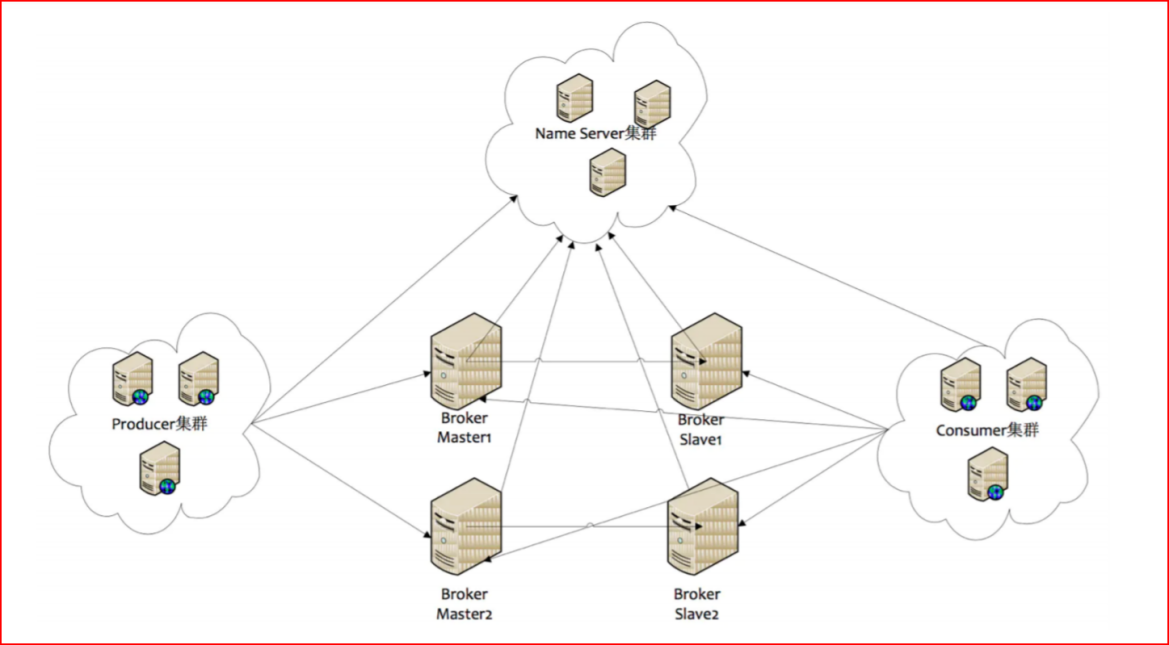 Name Server集群
Producer集群
Broker
Master1
Broker
Slave1
Consumer集群
Broker
Master2
Broker
Slave2